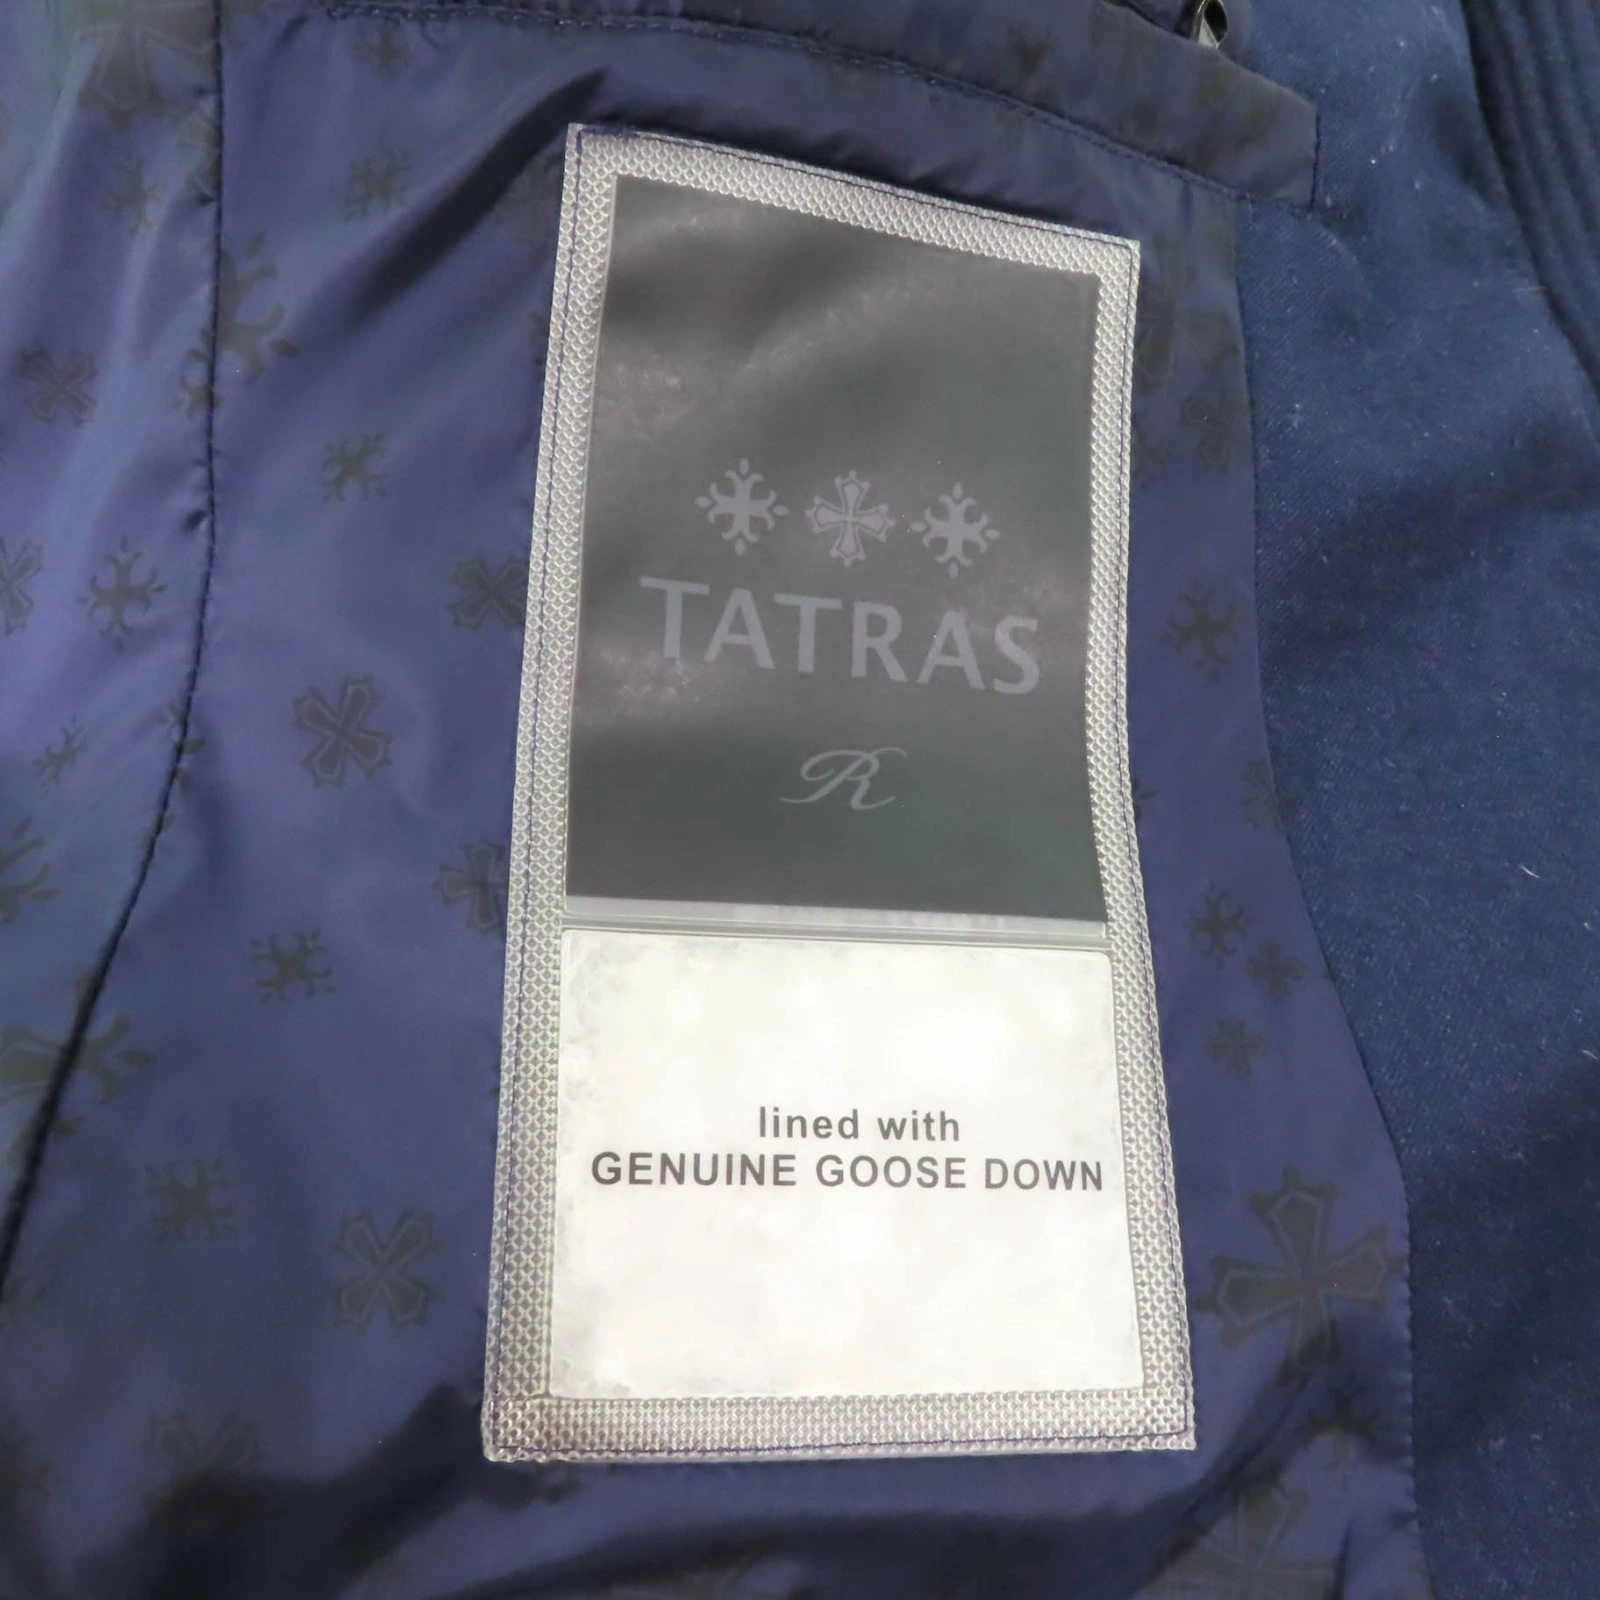 TATRAS
R
lined with
GENUINE GOOSE DOWN